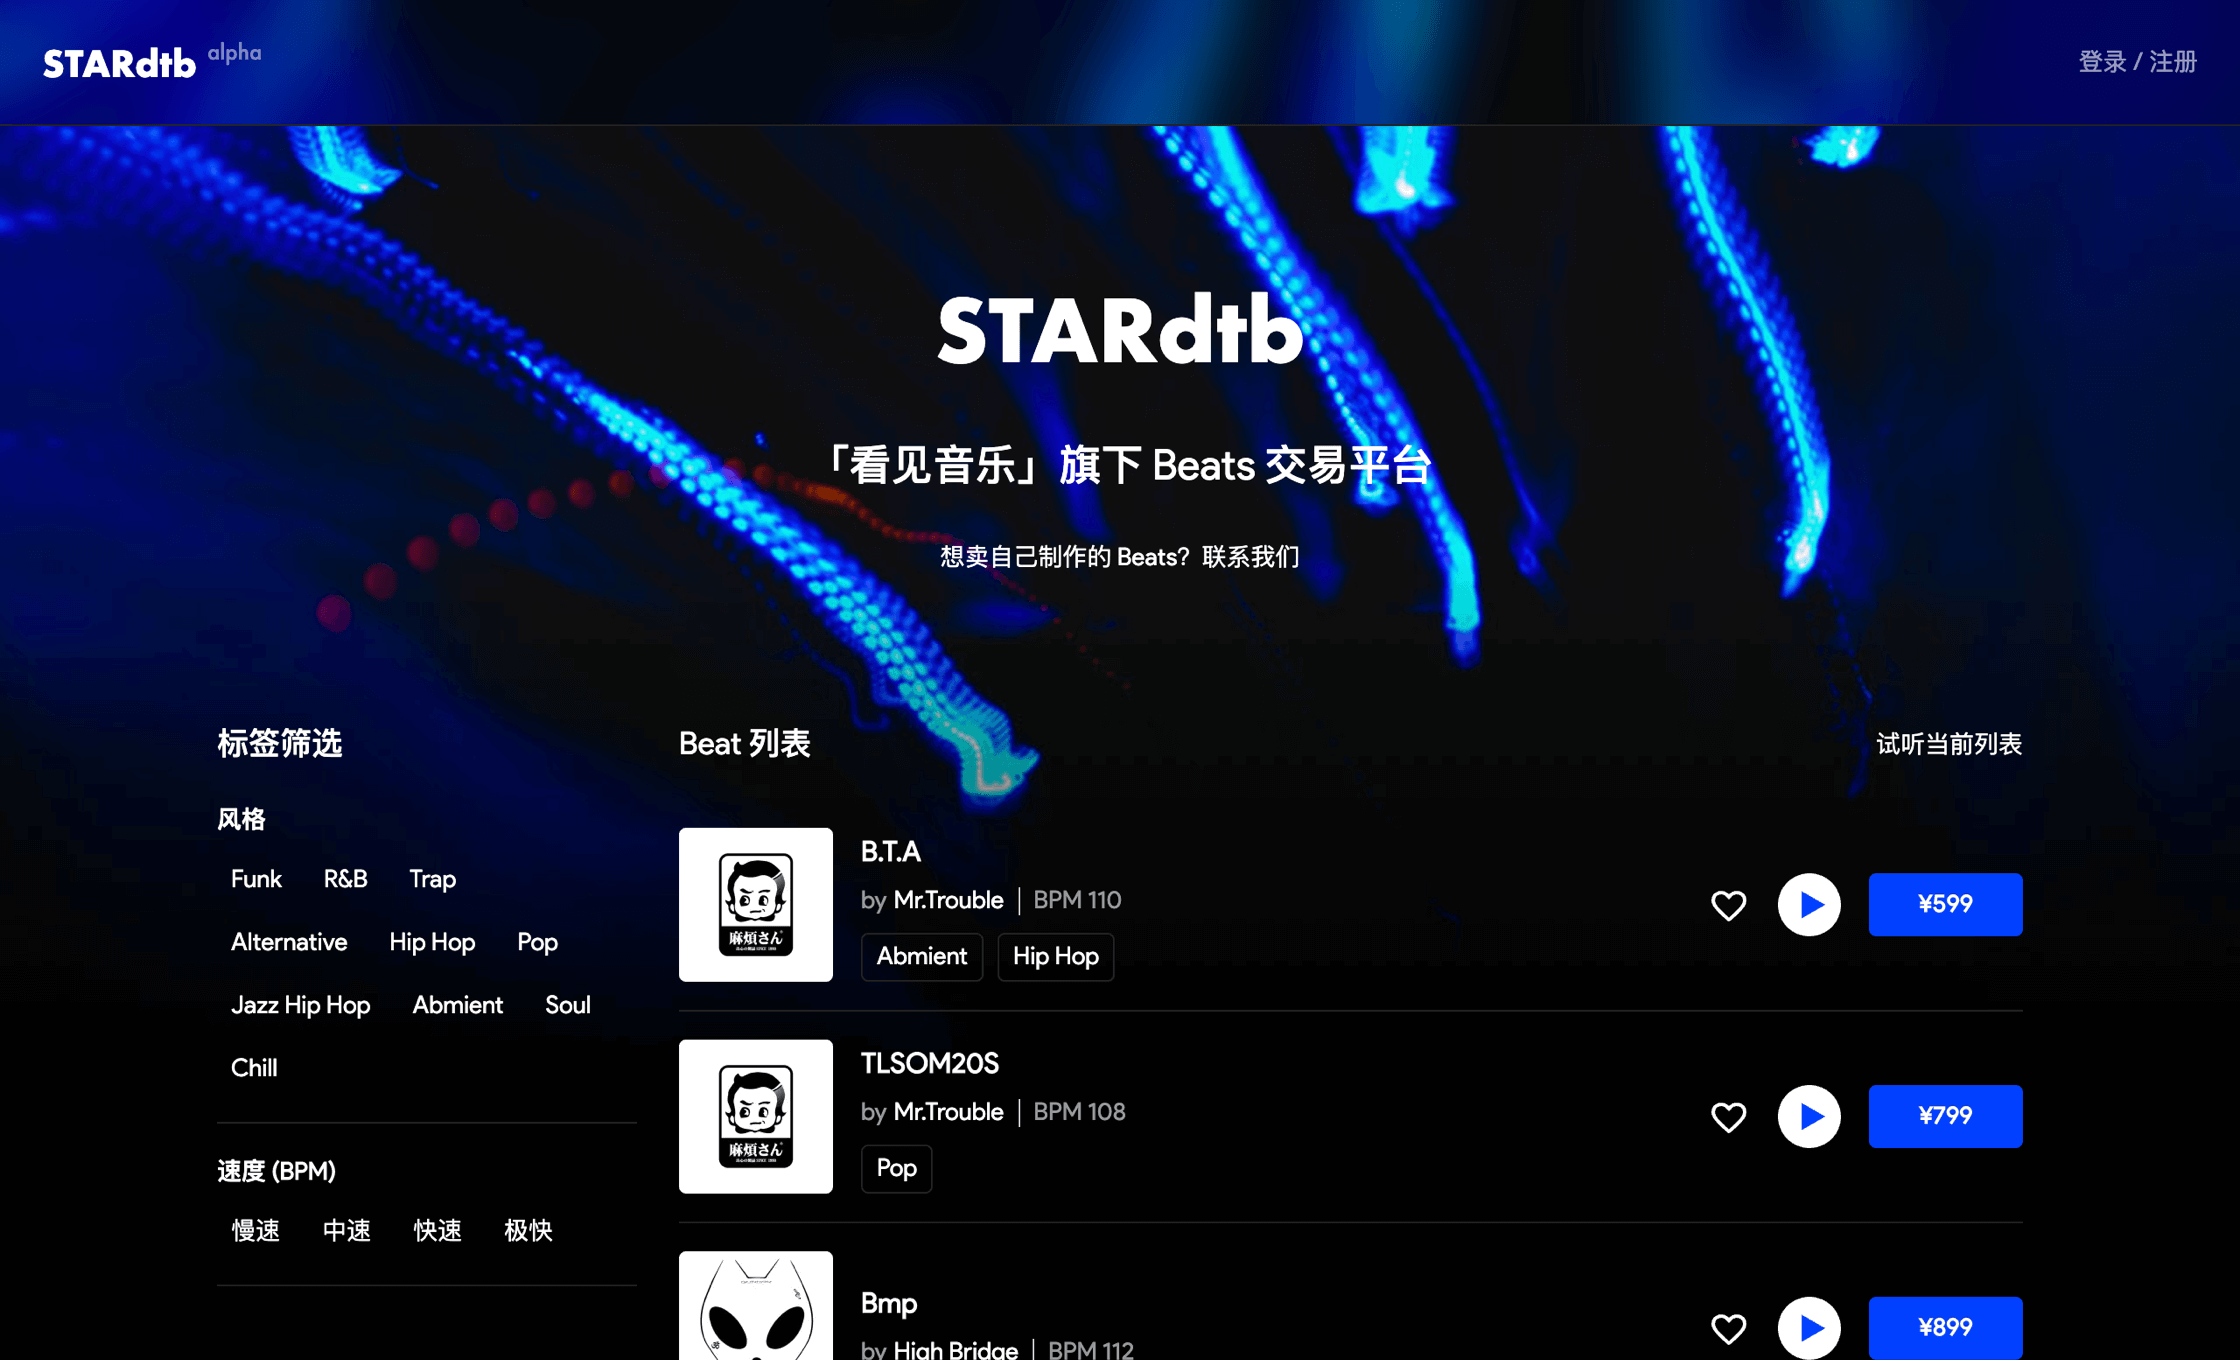 STARdtb alpha
登录 / 注册
STARdtb
「看见音乐」旗下 Beats 交易平台
想卖自己制作的 Beats？联系我们
标签筛选
风格
Funk R&B Trap
Alternative Hip Hop Pop
Jazz Hip Hop Abmient Soul
Chill
速度 (BPM)
慢速 中速 快速 极快
Beat 列表
试听当前列表
麻煩さん
B.T.A
by Mr.Trouble | BPM 110
Abmient Hip Hop
¥599
麻煩さん
TLSOM20S
by Mr.Trouble | BPM 108
Pop
¥799
Bmp
by High Bridge | BPM 112
¥899